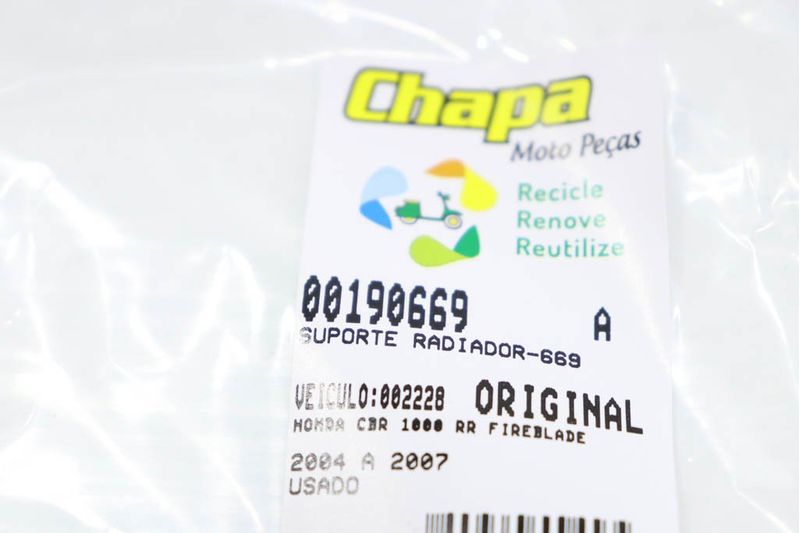 Chapa
Moto Peças
Recicle
Renove
Reutilize
00190669 A
SUPORTE RADIADOR-669
VEICULO:002228 ORIGINAL
HONDA CBR 1000 RR FIREBLADE
2004 A 2007
USADO